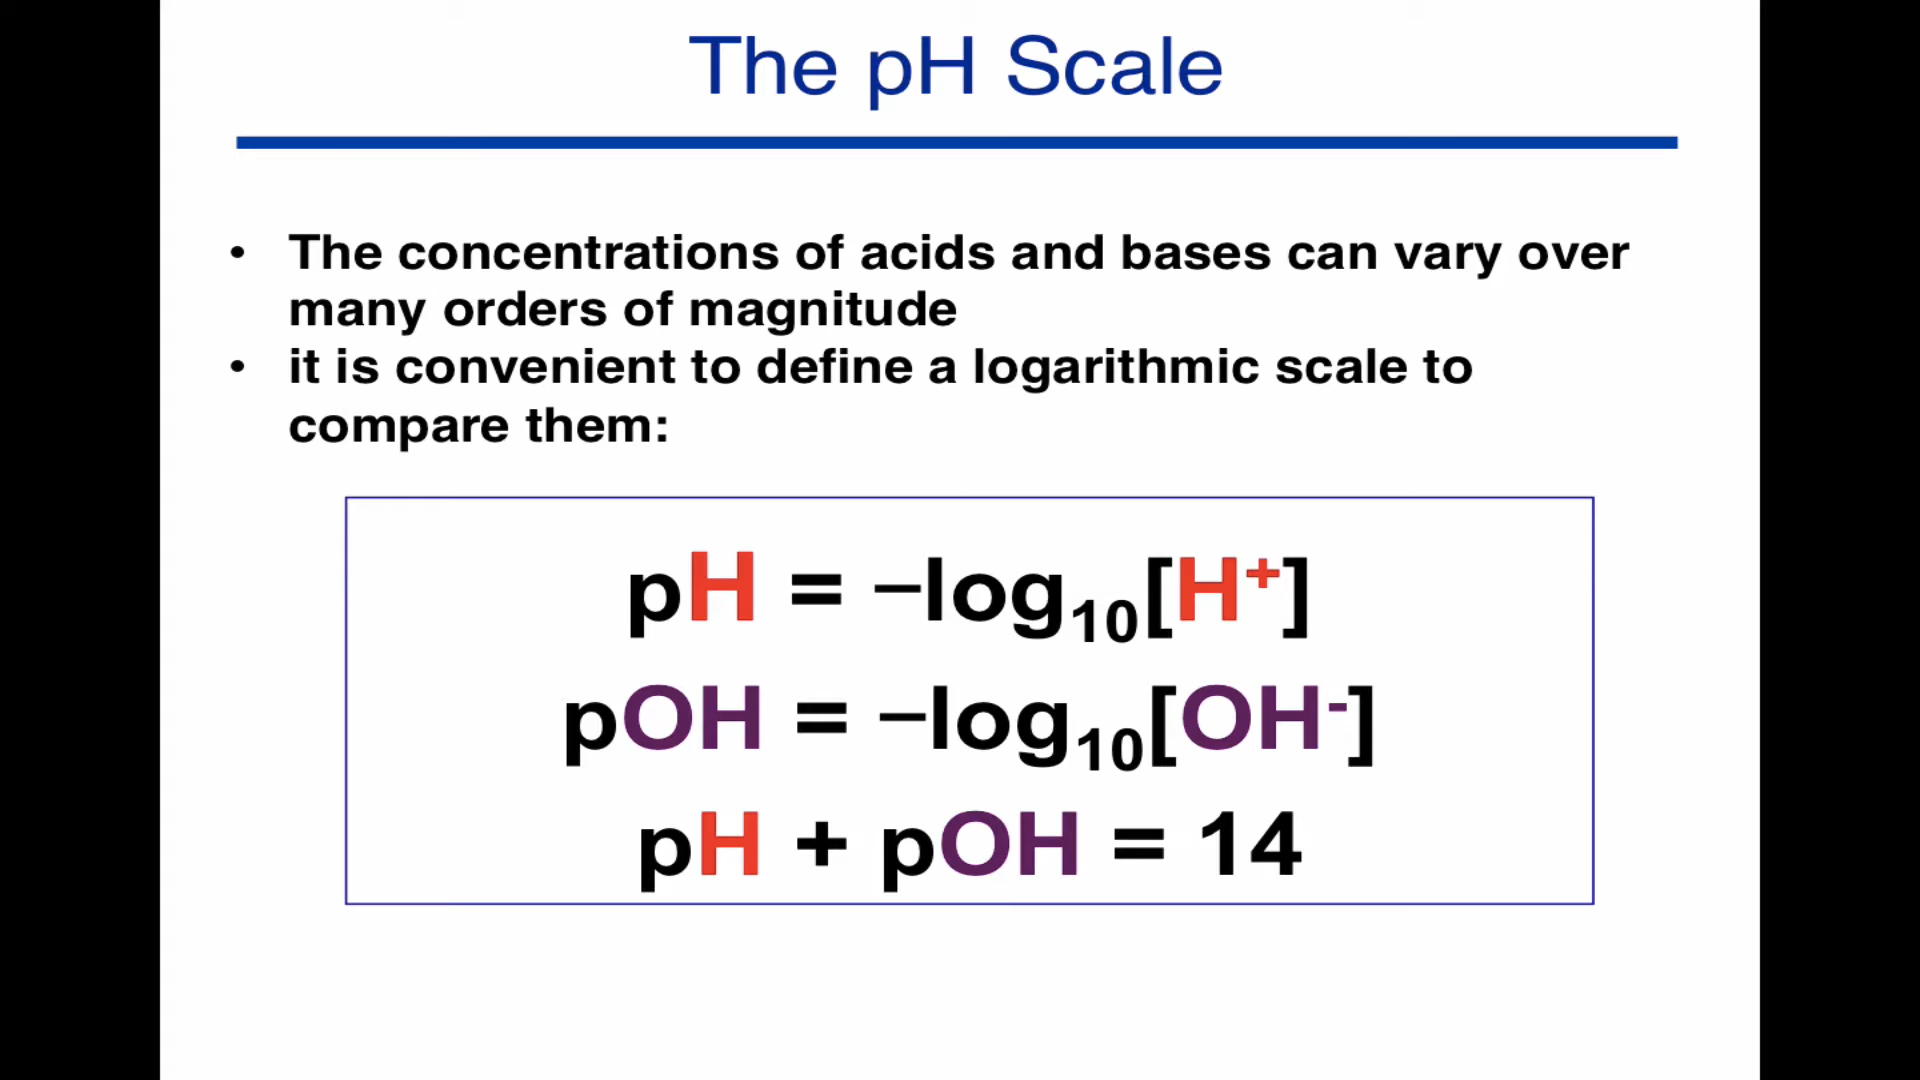 The pH Scale
• The concentrations of acids and bases can vary over
many orders of magnitude
• it is convenient to define a logarithmic scale to
compare them:
pH = –log₁₀[H⁺]
pOH = –log₁₀[OH⁻]
pH + pOH = 14